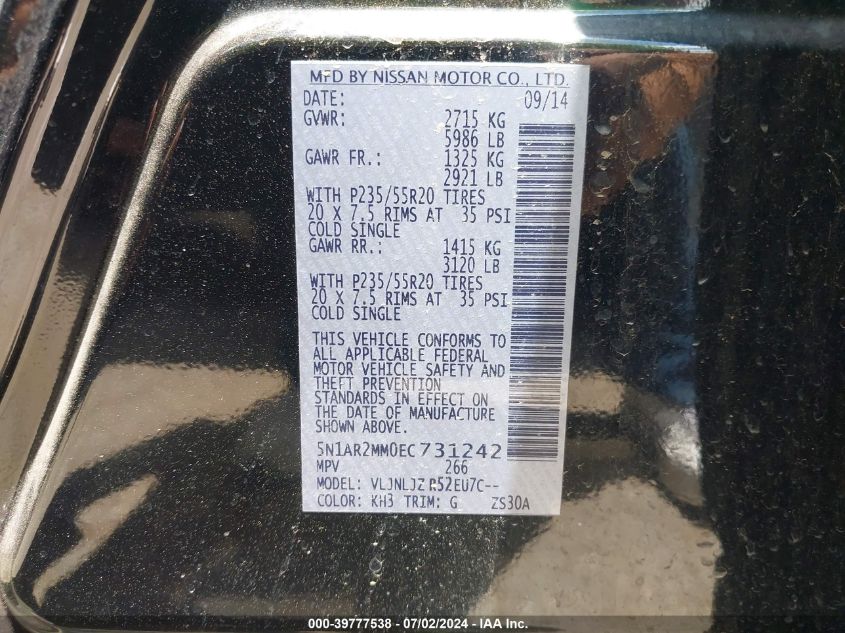 MFD BY NISSAN MOTOR CO., LTD.
DATE: 09/14
GVWR: 2715 KG
5986 LB
GAWR FR.: 1325 KG
2921 LB
WITH P235/55R20 TIRES
20 X 7.5 RIMS AT 35 PSI
COLD SINGLE
GAWR RR.: 1415 KG
3120 LB
WITH P235/55R20 TIRES
20 X 7.5 RIMS AT 35 PSI
COLD SINGLE
THIS VEHICLE CONFORMS TO
ALL APPLICABLE FEDERAL
MOTOR VEHICLE SAFETY AND
THEFT PREVENTION
STANDARDS IN EFFECT ON
THE DATE OF MANUFACTURE
SHOWN ABOVE.
5N1AR2MM0EC731242
MPV 266
MODEL: VLJNLJZ R52EU7C--
COLOR: KH3 TRIM: G ZS30A
000-39777538 - 07/02/2024 - IAA Inc.